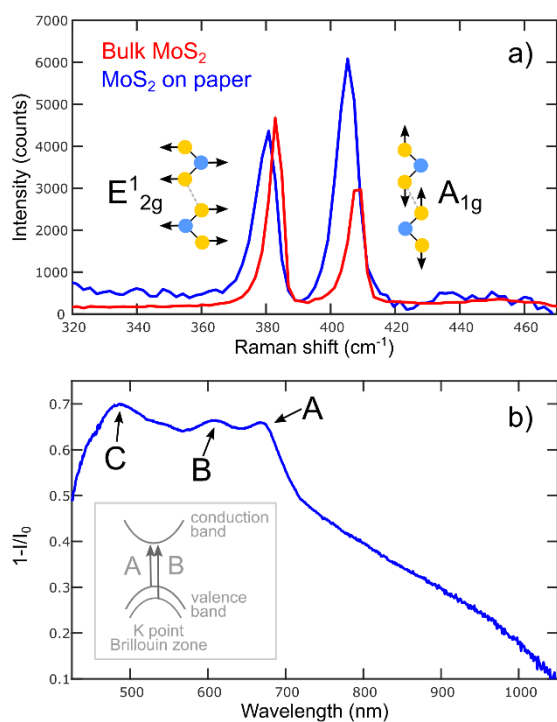 Bulk MoS₂
MoS₂ on paper
a)
Intensity (counts)
7000
6000
5000
4000
3000
2000
1000
0
E¹₂g
A₁g
320 340 360 380 400 420 440 460
Raman shift (cm⁻¹)
b)
1-I/I₀
0.7
0.6
0.5
0.4
0.3
0.2
0.1
C
B
A
conduction
band
A B
valence
band
K point
Brillouin zone
500 600 700 800 900 1000
Wavelength (nm)